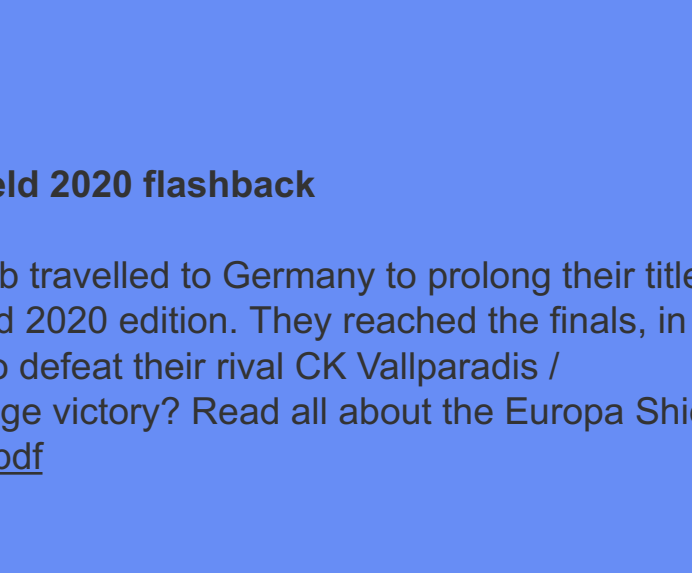 eld 2020 flashback
b travelled to Germany to prolong their title
d 2020 edition. They reached the finals, in
o defeat their rival CK Vallparadis /
ge victory? Read all about the Europa Shi
pdf